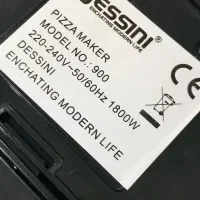 DESSINI
ENCHATING MODERN LIFE
PIZZA MAKER
MODEL NO.: 900
220-240V~50/60Hz 1800W
DESSINI
ENCHATING MODERN LIFE
CE